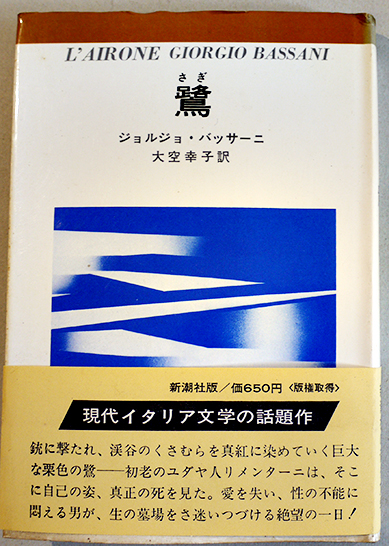 L'AIRONE GIORGIO BASSANI
さぎ
鷺
ジョルジョ・バッサーニ
大空幸子訳
新潮社版／価650円〈版権取得〉
現代イタリア文学の話題作
銃に撃たれ、渓谷のくさむらを真紅に染めていく巨大
な栗色の鷺――初老のユダヤ人リメンターニは、そこ
に自己の姿、真正の死を見た。愛を失い、性の不能に
悶える男が、生の墓場をさ迷いつづける絶望の一日！